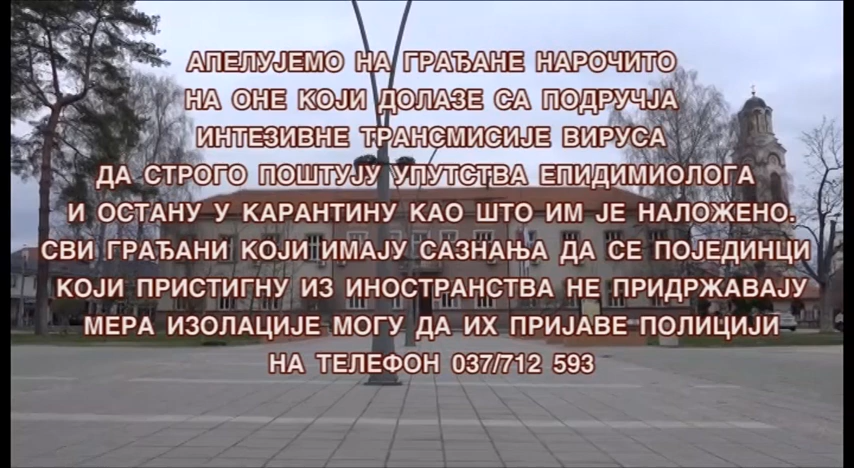 АПЕЛУЈЕМО НА ГРАЂАНЕ НАРОЧИТО
НА ОНЕ КОЈИ ДОЛАЗЕ СА ПОДРУЧЈА
ИНТЕЗИВНЕ ТРАНСМИСИЈЕ ВИРУСА
ДА СТРОГО ПОШТУЈУ УПУТСТВА ЕПИДИМИОЛОГА
И ОСТАНУ У КАРАНТИНУ КАО ШТО ИМ ЈЕ НАЛОЖЕНО.
СВИ ГРАЂАНИ КОЈИ ИМАЈУ САЗНАЊА ДА СЕ ПОЈЕДИНЦИ
КОЈИ ПРИСТИГНУ ИЗ ИНОСТРАНСТВА НЕ ПРИДРЖАВАЈУ
МЕРА ИЗОЛАЦИЈЕ МОГУ ДА ИХ ПРИЈАВЕ ПОЛИЦИЈИ
НА ТЕЛЕФОН 037/712 593